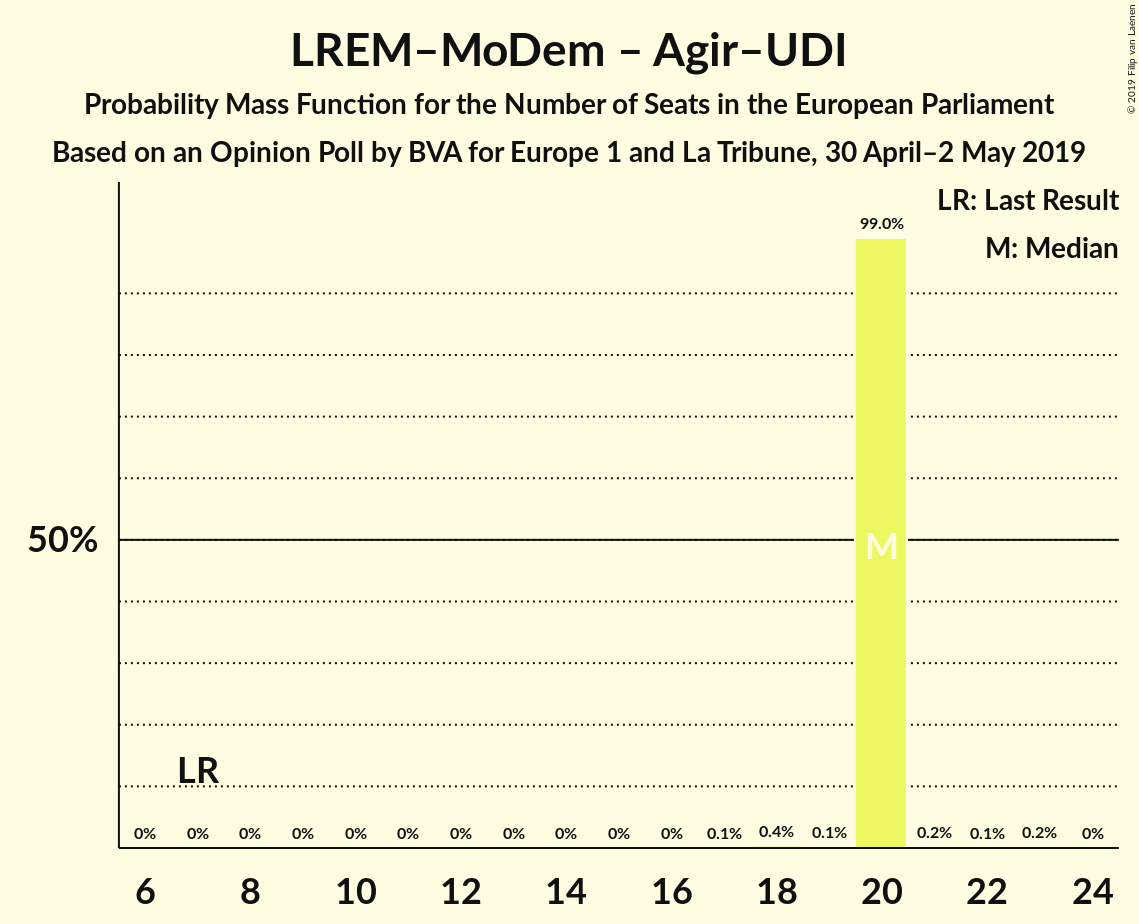 LREM–MoDem – Agir–UDI
Probability Mass Function for the Number of Seats in the European Parliament
Based on an Opinion Poll by BVA for Europe 1 and La Tribune, 30 April–2 May 2019
© 2019 Filip van Laenen
LR: Last Result
M: Median
99.0%
50%
M
LR
0% 0% 0% 0% 0% 0% 0% 0% 0% 0% 0% 0.1% 0.4% 0.1% 0.2% 0.1% 0.2% 0%
6 8 10 12 14 16 18 20 22 24